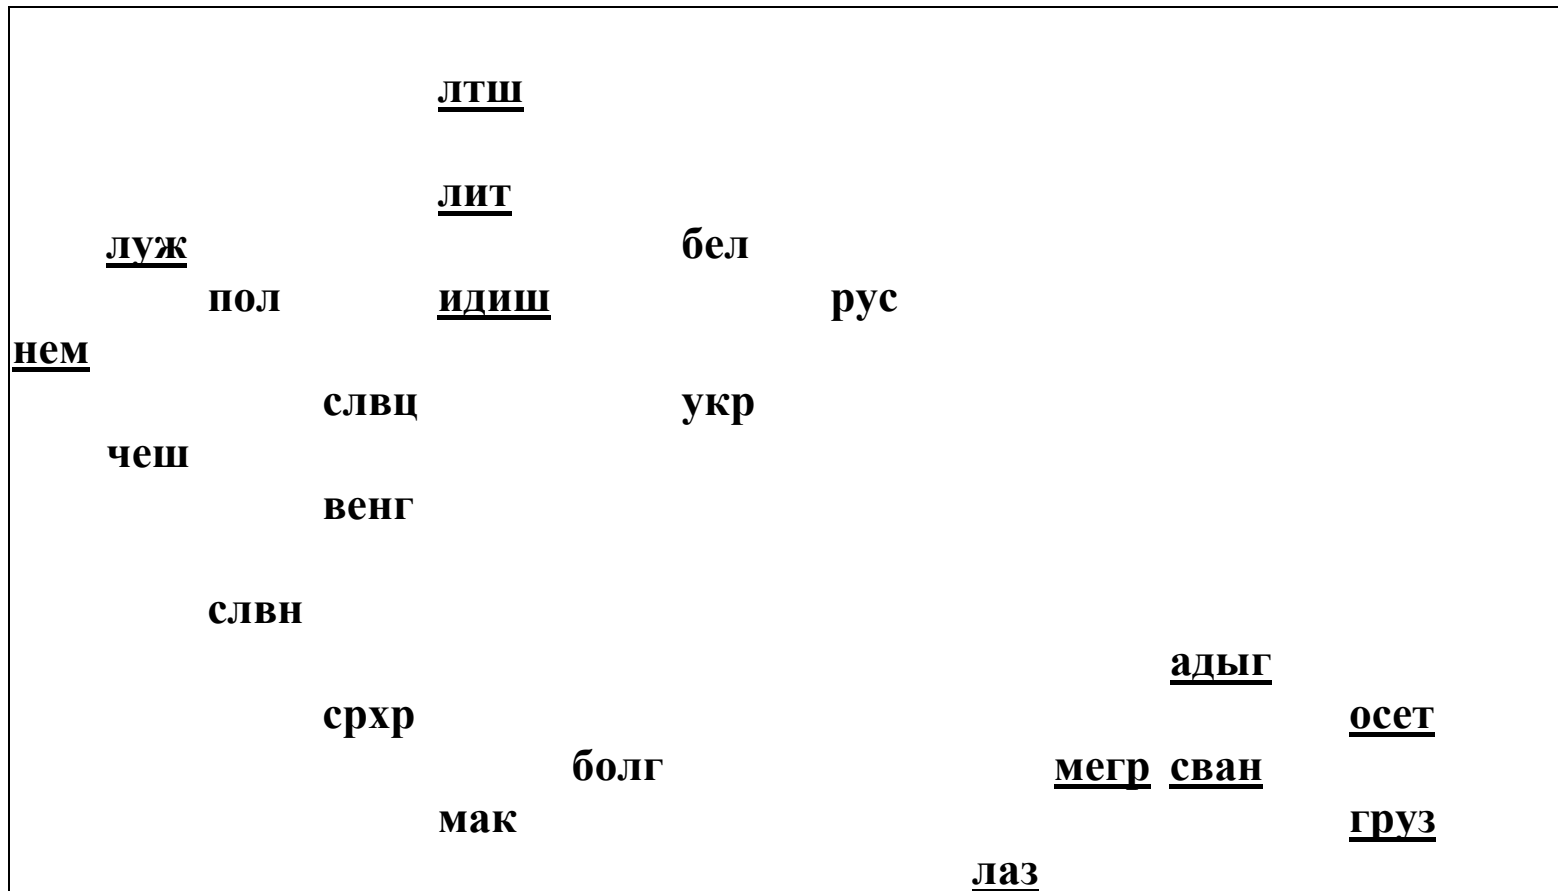 лтш
лит
луж бел
пол идиш рус
нем
слвц укр
чеш
венг
слвн
адыг
срхр осет
болг мегр сван
мак груз
лаз